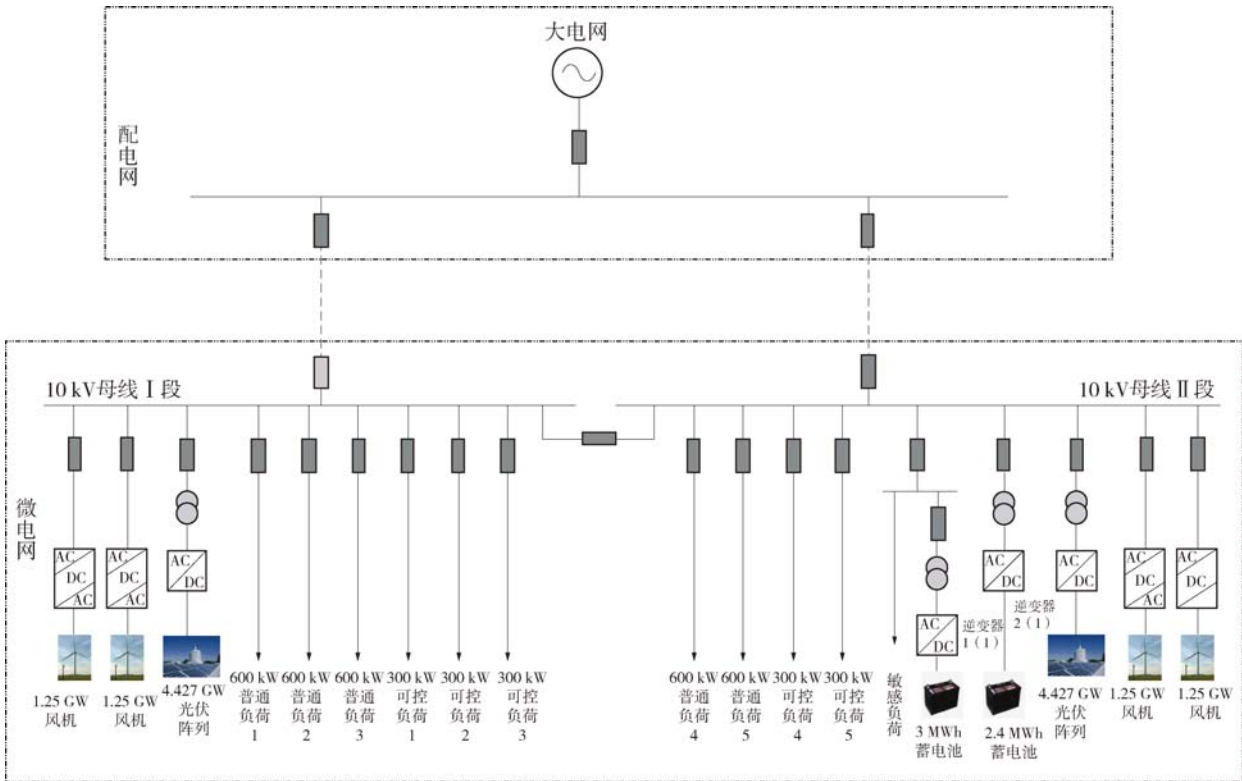 大电网
配电网
10 kV母线Ⅰ段
10 kV母线Ⅱ段
微电网
AC
DC
AC
AC
DC
AC
AC
DC
AC
DC
AC
DC
AC
DC
AC
DC
AC
AC
DC
逆变器
1（1）
逆变器
2（1）
1.25 GW
风机
1.25 GW
风机
4.427 GW
光伏
阵列
600 kW
普通
负荷
1
600 kW
普通
负荷
2
600 kW
普通
负荷
3
300 kW
可控
负荷
1
300 kW
可控
负荷
2
300 kW
可控
负荷
3
600 kW
普通
负荷
4
600 kW
普通
负荷
5
300 kW
可控
负荷
4
300 kW
可控
负荷
5
敏感负荷
3 MWh
蓄电池
2.4 MWh
蓄电池
4.427 GW
光伏
阵列
1.25 GW
风机
1.25 GW
风机